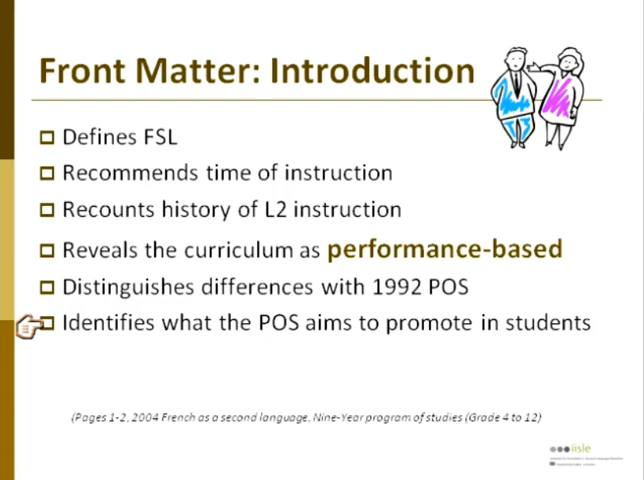 Front Matter: Introduction
Defines FSL
Recommends time of instruction
Recounts history of L2 instruction
Reveals the curriculum as performance-based
Distinguishes differences with 1992 POS
Identifies what the POS aims to promote in students
(Pages 1-2, 2004 French as a second language, Nine-Year program of studies (Grade 4 to 12)
iisle